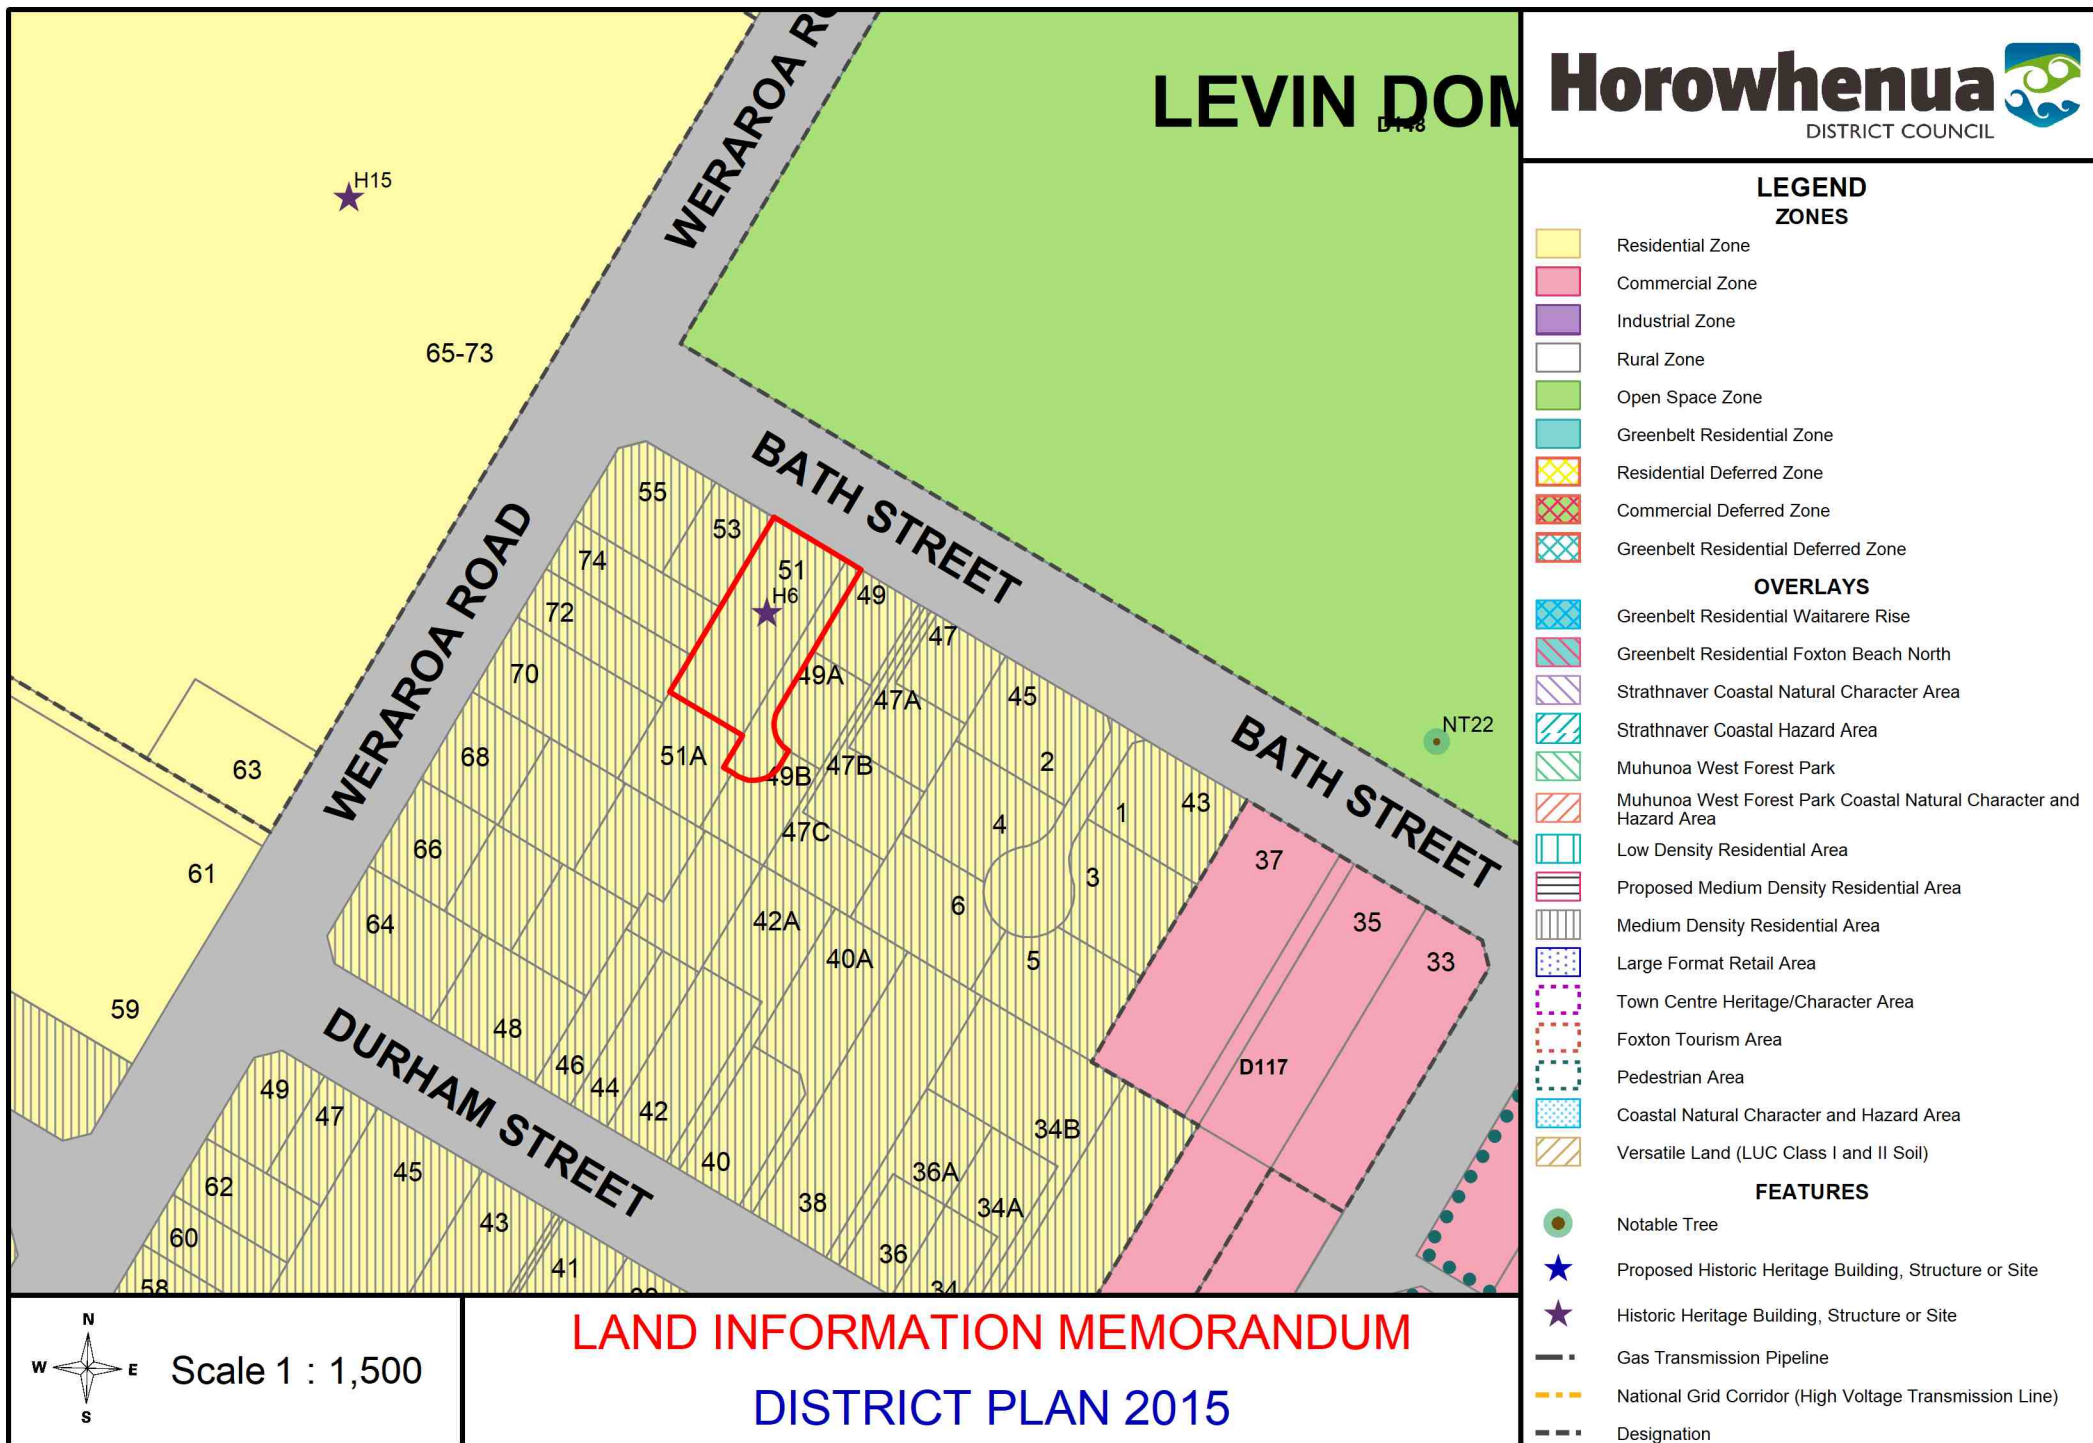 WERAROA RO
LEVIN DOM
D148
H15
65-73
BATH STREET
WERAROA ROAD
55
53
51
H6
49
74
72
70
68
66
64
47
49A
47A
45
51A
49B
47B
2
NT22
BATH STREET
63
61
59
47C
4
1
43
3
6
5
42A
40A
37
35
33
D117
DURHAM STREET
48
46
44
42
40
38
36A
34B
34A
36
34
49
47
45
43
41
62
60
58
Horowhenua
DISTRICT COUNCIL
LEGEND
ZONES
Residential Zone
Commercial Zone
Industrial Zone
Rural Zone
Open Space Zone
Greenbelt Residential Zone
Residential Deferred Zone
Commercial Deferred Zone
Greenbelt Residential Deferred Zone
OVERLAYS
Greenbelt Residential Waitarere Rise
Greenbelt Residential Foxton Beach North
Strathnaver Coastal Natural Character Area
Strathnaver Coastal Hazard Area
Muhunoa West Forest Park
Muhunoa West Forest Park Coastal Natural Character and
Hazard Area
Low Density Residential Area
Proposed Medium Density Residential Area
Medium Density Residential Area
Large Format Retail Area
Town Centre Heritage/Character Area
Foxton Tourism Area
Pedestrian Area
Coastal Natural Character and Hazard Area
Versatile Land (LUC Class I and II Soil)
FEATURES
Notable Tree
Proposed Historic Heritage Building, Structure or Site
Historic Heritage Building, Structure or Site
Gas Transmission Pipeline
National Grid Corridor (High Voltage Transmission Line)
Designation
N
W
E
S
Scale 1 : 1,500
LAND INFORMATION MEMORANDUM
DISTRICT PLAN 2015